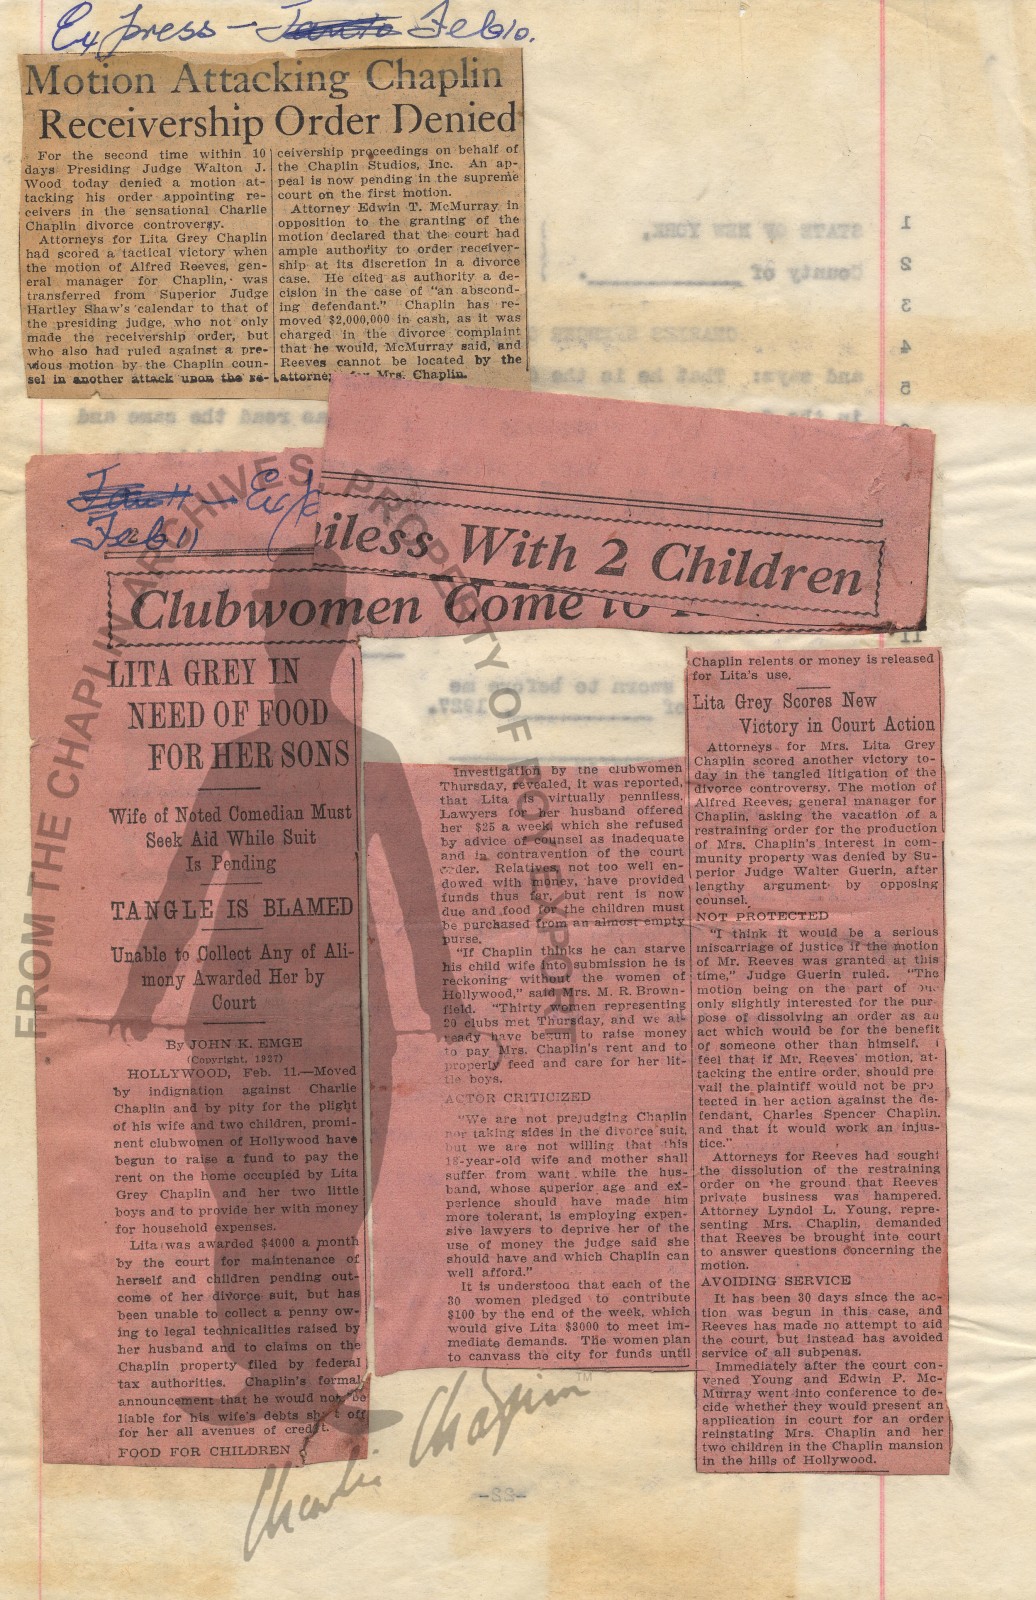 Express - Feb 10.
Motion Attacking Chaplin
Receivership Order Denied
For the second time within 10
days Presiding Judge Walton J.
Wood today denied a motion at-
tacking his order appointing re-
ceivers in the sensational Charlie
Chaplin divorce controversy.
Attorneys for Lita Grey Chaplin
had scored a tactical victory when
the motion of Alfred Reeves, gen-
eral manager for Chaplin, was
transferred from Superior Judge
Hartley Shaw's calendar to that of
the presiding judge, who not only
made the receivership order, but
who also had ruled against a pre-
vious motion by the Chaplin coun-
sel in another attack upon the re-
ceivership proceedings on behalf of
the Chaplin Studios, Inc. An ap-
peal is now pending in the supreme
court on the first motion.
Attorney Edwin T. McMurray in
opposition to the granting of the
motion declared that the court had
ample authority to order receiver-
ship at its discretion in a divorce
case. He cited as authority a de-
cision in the case of "an abscond-
ing defendant." Chaplin has re-
moved $2,000,000 in cash, as it was
charged in the divorce complaint
that he would, McMurray said, and
Reeves cannot be located by the
attorney for Mrs. Chaplin.
Feb 11
iless With 2 Children
Clubwomen Come to
LITA GREY IN
NEED OF FOOD
FOR HER SONS
Wife of Noted Comedian Must
Seek Aid While Suit
Is Pending
TANGLE IS BLAMED
Unable to Collect Any of Ali-
mony Awarded Her by
Court
By JOHN K. EMGE
(Copyright, 1927)
HOLLYWOOD, Feb. 11.—Moved
by indignation against Charlie
Chaplin and by pity for the plight
of his wife and two children, promi-
nent clubwomen of Hollywood have
begun to raise a fund to pay the
rent on the home occupied by Lita
Grey Chaplin and her two little
boys and to provide her with money
for household expenses.
Lita was awarded $4000 a month
by the court for maintenance of
herself and children pending out-
come of her divorce suit, but has
been unable to collect a penny ow-
ing to legal technicalities raised by
her husband and to claims on the
Chaplin property filed by federal
tax authorities. Chaplin's formal
announcement that he would not be
liable for his wife's debts shut off
for her all avenues of credit.
FOOD FOR CHILDREN
Investigation by the clubwomen
Thursday, revealed, it was reported,
that Lita is virtually penniless.
Lawyers for her husband offered
her $25 a week, which she refused
by advice of counsel as inadequate
and in contravention of the court
order. Relatives, not too well en-
dowed with money, have provided
funds thus far, but rent is now
due and food for the children must
be purchased from an almost empty
purse.
"If Chaplin thinks he can starve
his child wife into submission he is
reckoning without the women of
Hollywood," said Mrs. M. R. Brown-
field. "Thirty women representing
20 clubs met Thursday, and we al-
ready have begun to raise money
to pay Mrs. Chaplin's rent and to
properly feed and care for her lit-
tle boys.
ACTOR CRITICIZED
"We are not prejudging Chaplin
nor taking sides in the divorce suit,
but we are not willing that this
18-year-old wife and mother shall
suffer from want while the hus-
band, whose superior age and ex-
perience should have made him
more tolerant, is employing expen-
sive lawyers to deprive her of the
use of money the judge said she
should have and which Chaplin can
well afford."
It is understood that each of the
30 women pledged to contribute
$100 by the end of the week, which
would give Lita $3000 to meet im-
mediate demands. The women plan
to canvass the city for funds until
Chaplin relents or money is released
for Lita's use.
Lita Grey Scores New
Victory in Court Action
Attorneys for Mrs. Lita Grey
Chaplin scored another victory to-
day in the tangled litigation of the
divorce controversy. The motion of
Alfred Reeves, general manager for
Chaplin, asking the vacation of a
restraining order for the production
of Mrs. Chaplin's interest in com-
munity property was denied by Su-
perior Judge Walter Guerin, after
lengthy argument by opposing
counsel.
NOT PROTECTED
"I think it would be a serious
miscarriage of justice if the motion
of Mr. Reeves was granted at this
time," Judge Guerin ruled. "The
motion being on the part of one
only slightly interested for the pur-
pose of dissolving an order as an
act which would be for the benefit
of someone other than himself, I
feel that if Mr. Reeves' motion, at-
tacking the entire order, should pre
vail the plaintiff would not be pro
tected in her action against the de-
fendant, Charles Spencer Chaplin,
and that it would work an injus-
tice."
Attorneys for Reeves had sought
the dissolution of the restraining
order on the ground that Reeves'
private business was hampered.
Attorney Lyndol L. Young, repre-
senting Mrs. Chaplin, demanded
that Reeves be brought into court
to answer questions concerning the
motion.
AVOIDING SERVICE
It has been 30 days since the ac-
tion was begun in this case, and
Reeves has made no attempt to aid
the court, but instead has avoided
service of all subpenas.
Immediately after the court con-
vened Young and Edwin P. Mc-
Murray went into conference to de-
cide whether they would present an
application in court for an order
reinstating Mrs. Chaplin and her
two children in the Chaplin mansion
in the hills of Hollywood.
FROM THE CHAPLIN ARCHIVES, PROPERTY OF ROY EXPORT
Charlie Chaplin ™